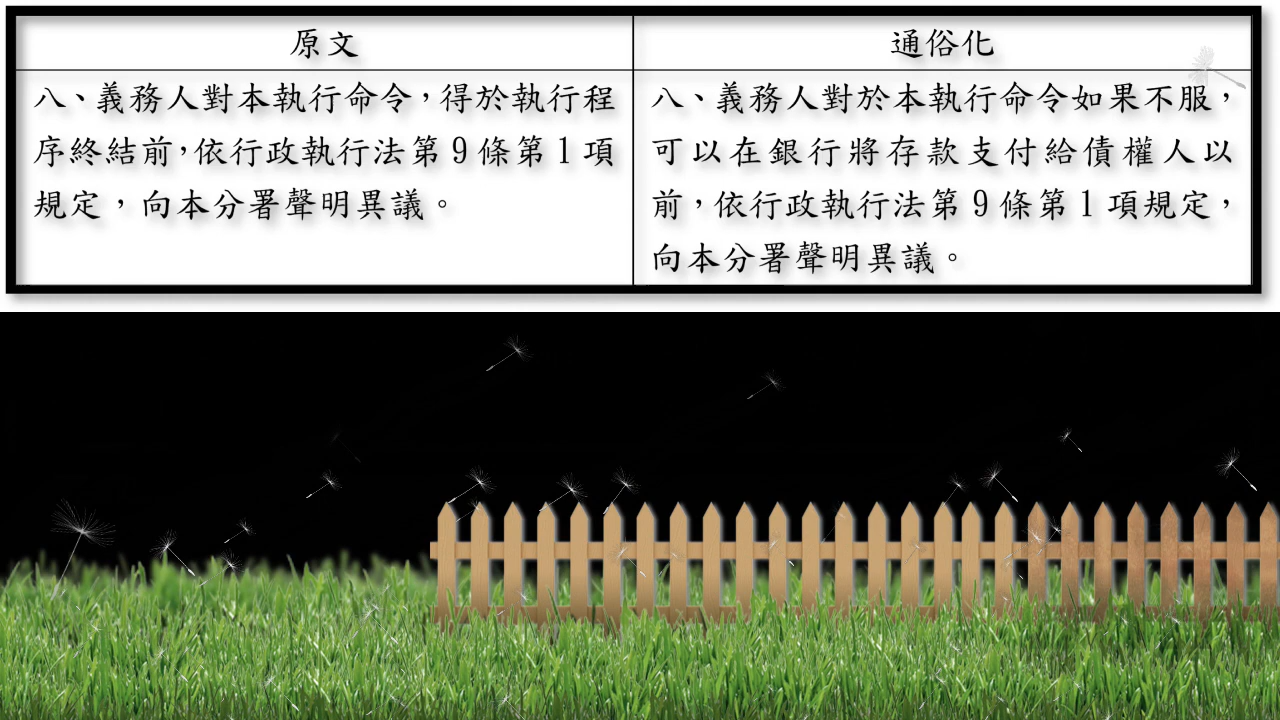 原文
通俗化
八、義務人對本執行命令，得於執行程
序終結前，依行政執行法第9條第1項
規定，向本分署聲明異議。
八、義務人對於本執行命令如果不服，
可以在銀行將存款支付給債權人以
前，依行政執行法第9條第1項規定，
向本分署聲明異議。